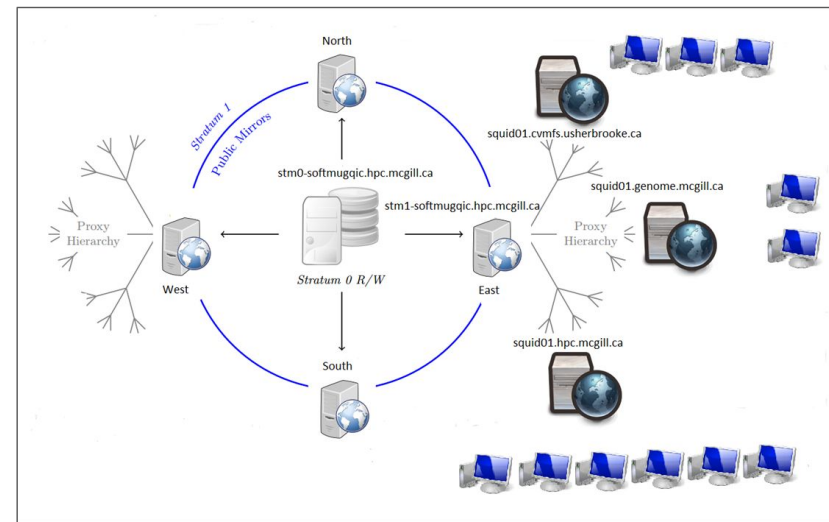 North
Stratum 1
Public Mirrors
squid01.cvmfs.usherbrooke.ca
stm0-softmugqic.hpc.mcgill.ca
squid01.genome.mcgill.ca
stm1-softmugqic.hpc.mcgill.ca
Proxy
Hierarchy
Proxy
Hierarchy
Stratum 0 R/W
West
East
squid01.hpc.mcgill.ca
South